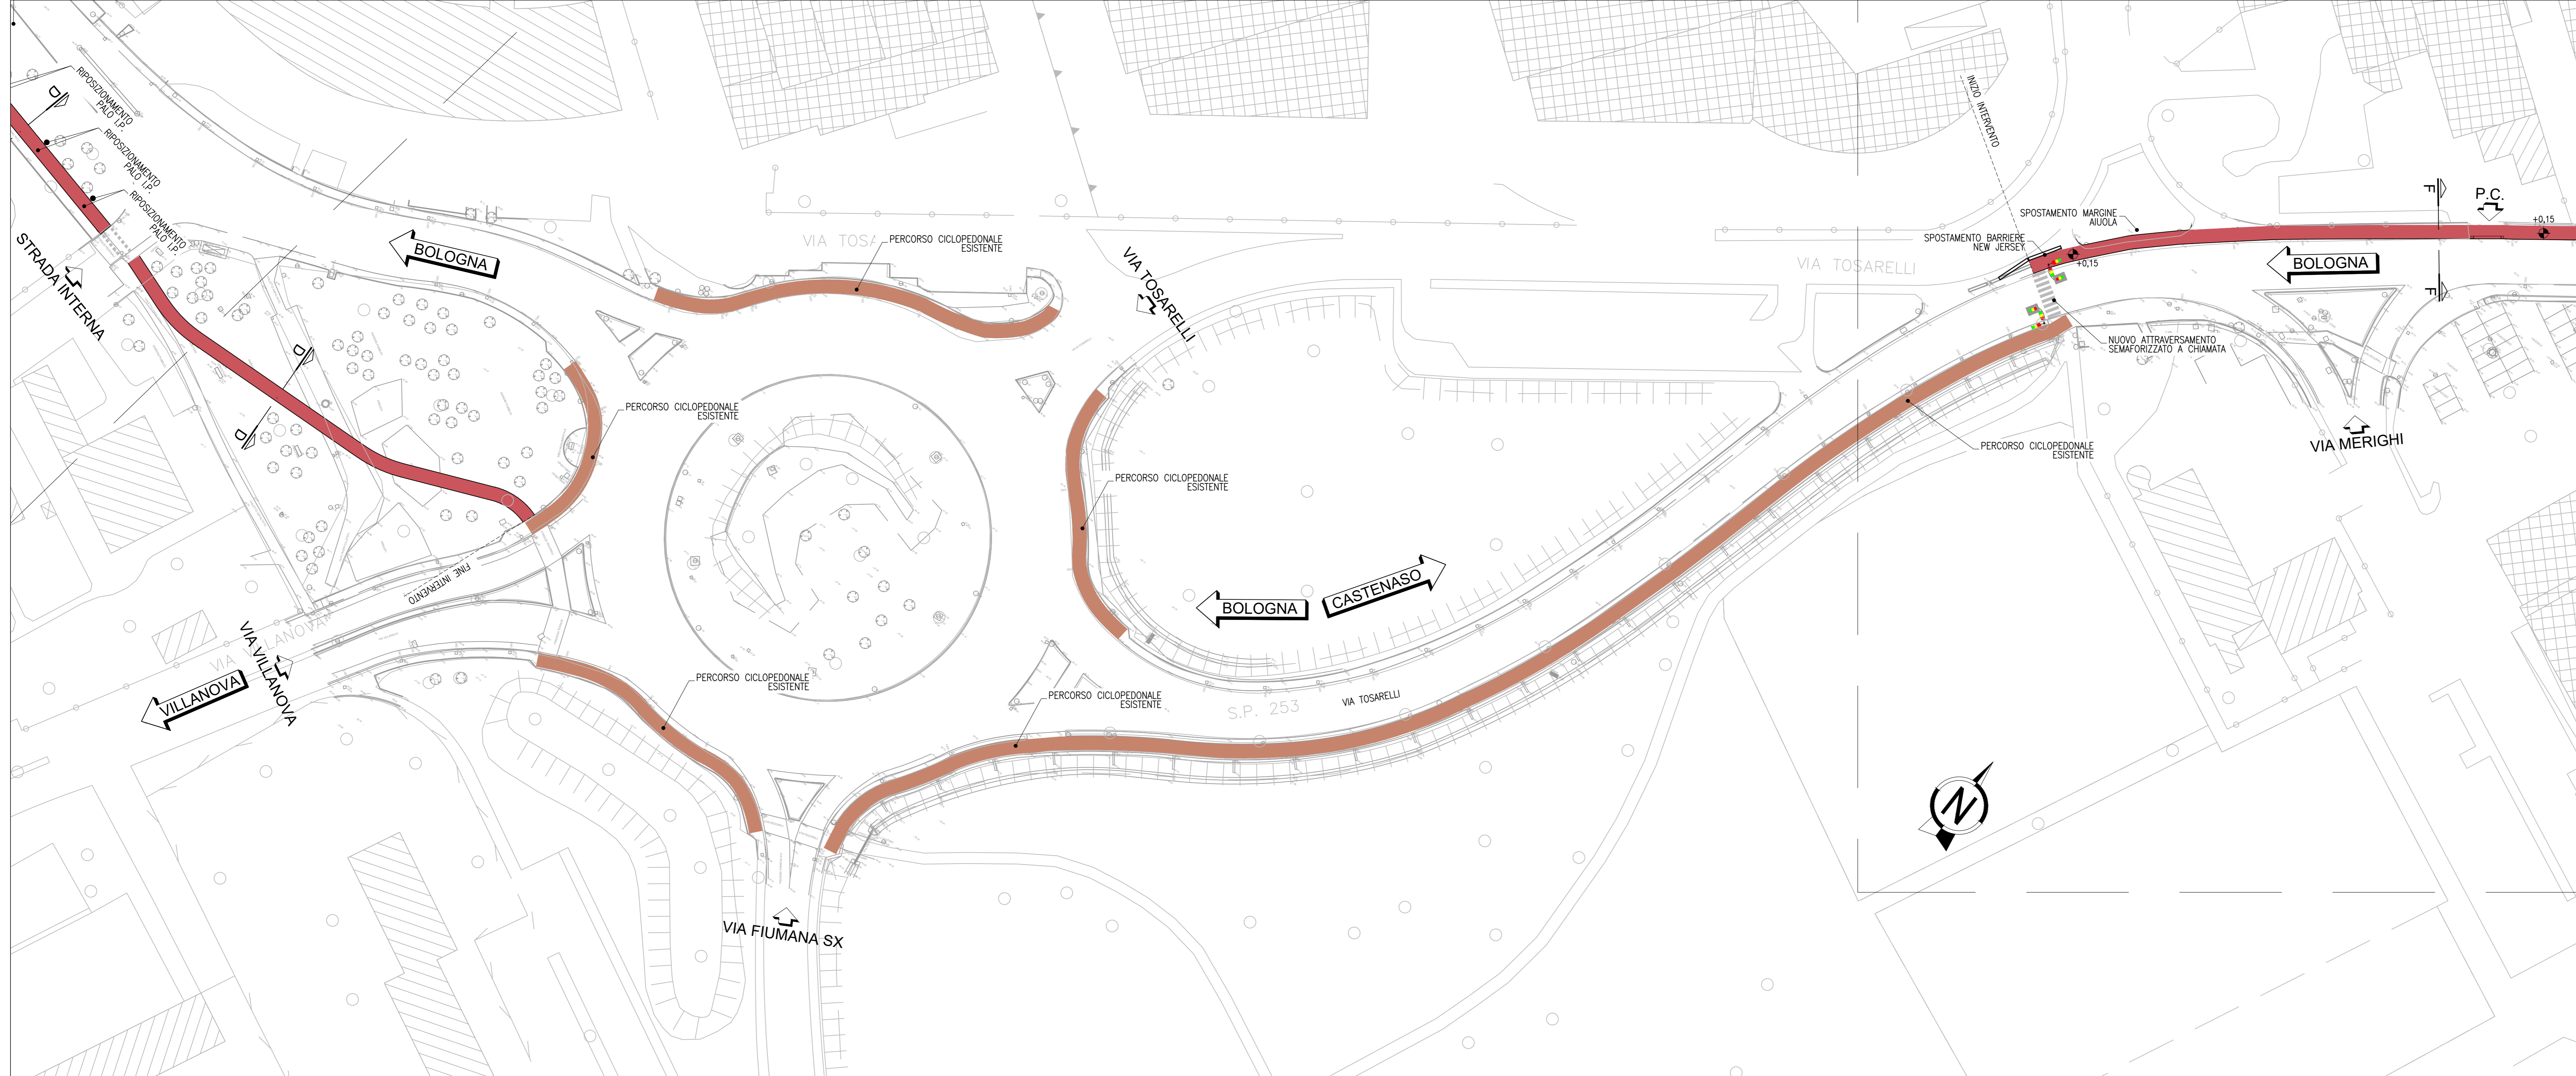 RIPOSIZIONAMENTO
PALO I.P.
RIPOSIZIONAMENTO
PALO I.P.
RIPOSIZIONAMENTO
PALO I.P.
D
STRADA INTERNA
BOLOGNA
VIA TOSA
PERCORSO CICLOPEDONALE
ESISTENTE
VIA TOSARELLI
INIZIO INTERVENTO
SPOSTAMENTO MARGINE
AIUOLA
SPOSTAMENTO BARRIERE
NEW JERSEY
VIA TOSARELLI
+0,15
F
P.C.
+0,15
BOLOGNA
F
NUOVO ATTRAVERSAMENTO
SEMAFORIZZATO A CHIAMATA
VIA MERIGHI
D
D
PERCORSO CICLOPEDONALE
ESISTENTE
PERCORSO CICLOPEDONALE
ESISTENTE
PERCORSO CICLOPEDONALE
ESISTENTE
FINE INTERVENTO
BOLOGNA
CASTENASO
VIA VILLANOVA
VIA VILLANOVA
VILLANOVA
PERCORSO CICLOPEDONALE
ESISTENTE
PERCORSO CICLOPEDONALE
ESISTENTE
S.P. 253
VIA TOSARELLI
N
VIA FIUMANA SX